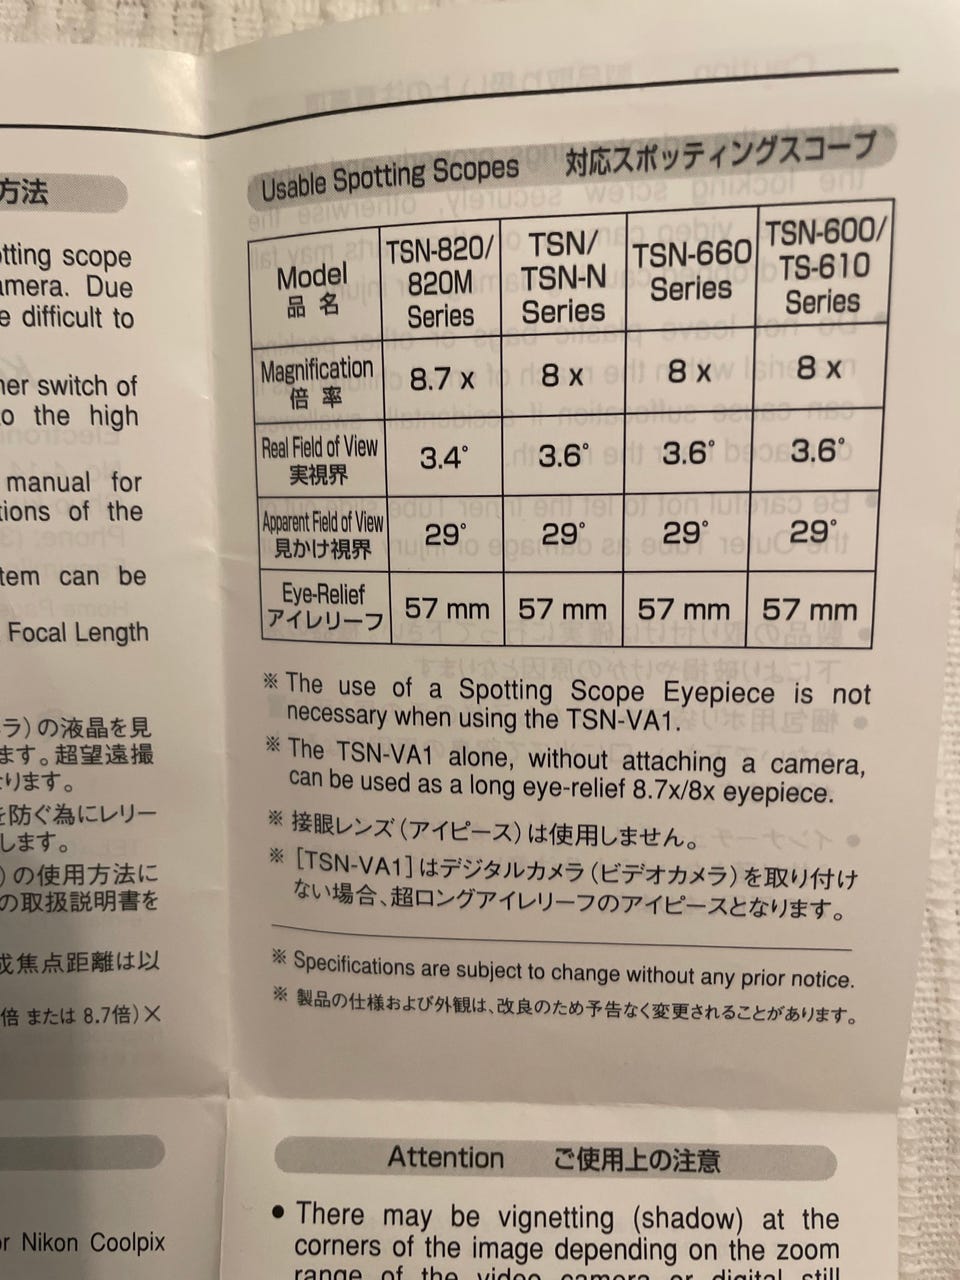 方法
otting scope
amera. Due
e difficult to
ner switch of
to the high
manual for
tions of the
tem can be
Focal Length
ラ)の液晶を見
ます。超望遠撮
なります。
を防ぐ為にレリー
します。
)の使用方法に
の取扱説明書を
成焦点距離は以
倍 または 8.7倍)×
or Nikon Coolpix
Usable Spotting Scopes 対応スポッティングスコープ
Model 品 名 TSN-820/ 820M Series TSN/ TSN-N Series TSN-660 Series TSN-600/ TS-610 Series
Magnification 倍 率 8.7 x 8 x 8 x 8 x
Real Field of View 実視界 3.4° 3.6° 3.6° 3.6°
Apparent Field of View 見かけ視界 29° 29° 29° 29°
Eye-Relief アイレリーフ 57 mm 57 mm 57 mm 57 mm
※ The use of a Spotting Scope Eyepiece is not
necessary when using the TSN-VA1.
※ The TSN-VA1 alone, without attaching a camera,
can be used as a long eye-relief 8.7x/8x eyepiece.
※ 接眼レンズ(アイピース)は使用しません。
※ [TSN-VA1]はデジタルカメラ(ビデオカメラ)を取り付け
ない場合、超ロングアイレリーフのアイピースとなります。
※ Specifications are subject to change without any prior notice.
※ 製品の仕様および外観は、改良のため予告なく変更されることがあります。
Attention ご使用上の注意
● There may be vignetting (shadow) at the
corners of the image depending on the zoom
range of the video camera or digital still